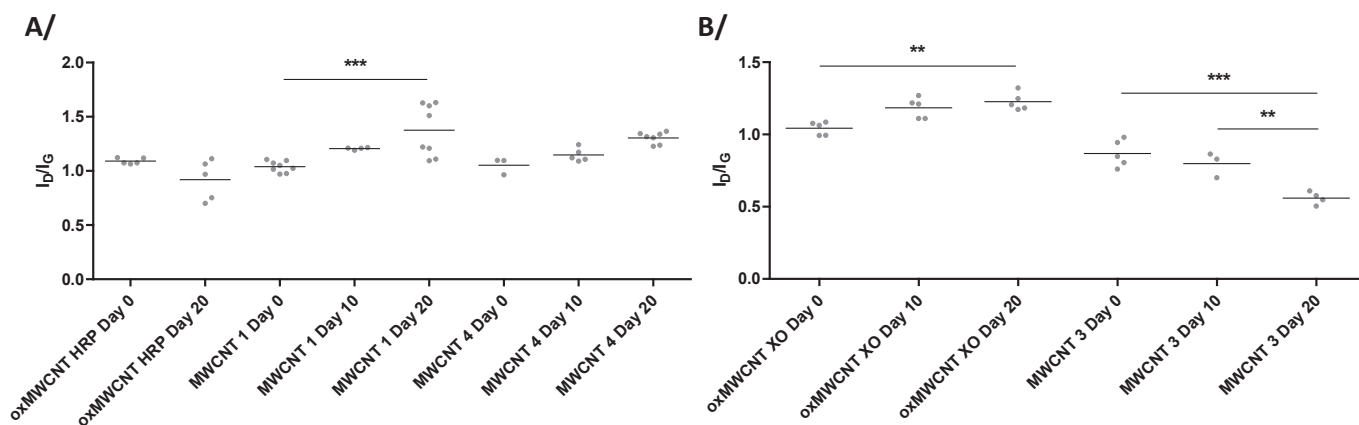 A/
2.0
1.5
1.0
0.5
0.0
ID/IG
***
oxMWCNT HRP Day 0
oxMWCNT HRP Day 20
MWCNT 1 Day 0
MWCNT 1 Day 10
MWCNT 1 Day 20
MWCNT 4 Day 0
MWCNT 4 Day 10
MWCNT 4 Day 20
B/
1.5
1.0
0.5
0.0
ID/IG
**
***
**
oxMWCNT XO Day 0
oxMWCNT XO Day 10
oxMWCNT XO Day 20
MWCNT 3 Day 0
MWCNT 3 Day 10
MWCNT 3 Day 20